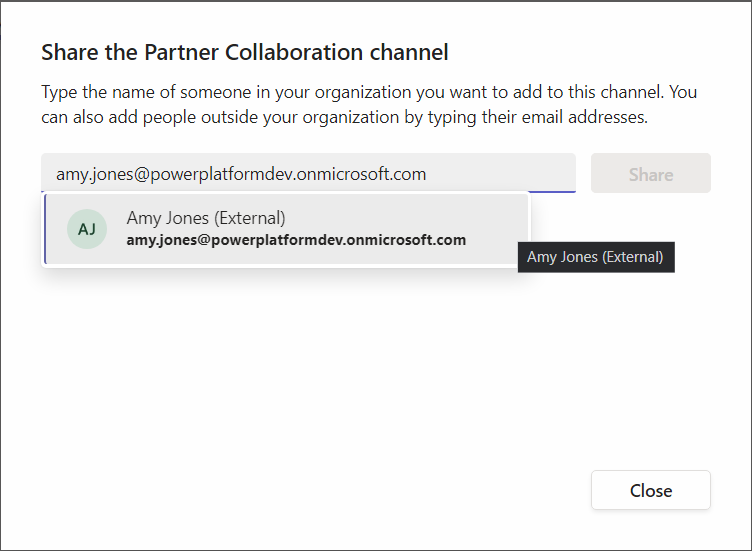 Share the Partner Collaboration channel
Type the name of someone in your organization you want to add to this channel. You
can also add people outside your organization by typing their email addresses.
amy.jones@powerplatformdev.onmicrosoft.com
Share
AJ
Amy Jones (External)
amy.jones@powerplatformdev.onmicrosoft.com
Amy Jones (External)
Close